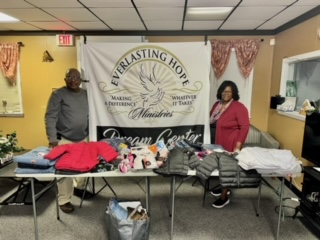 EXIT
EVERLASTING HOPE
MAKING A DIFFERENCE
WHATEVER IT TAKES
Ministries
Dream Center